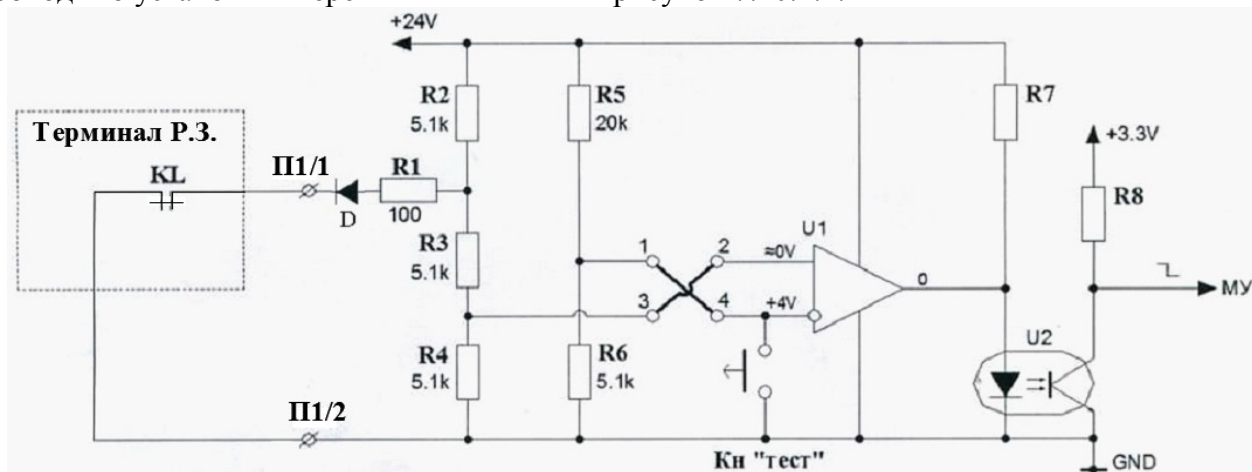 +24V
R2
5.1k
R5
20k
R7
Терминал Р.З.
KL
П1/1
R1
D
100
+3.3V
R8
R3
5.1k
1
2
≈0V
U1
3
4
+4V
0
МУ
R4
5.1k
R6
5.1k
U2
П1/2
Кн "тест"
GND